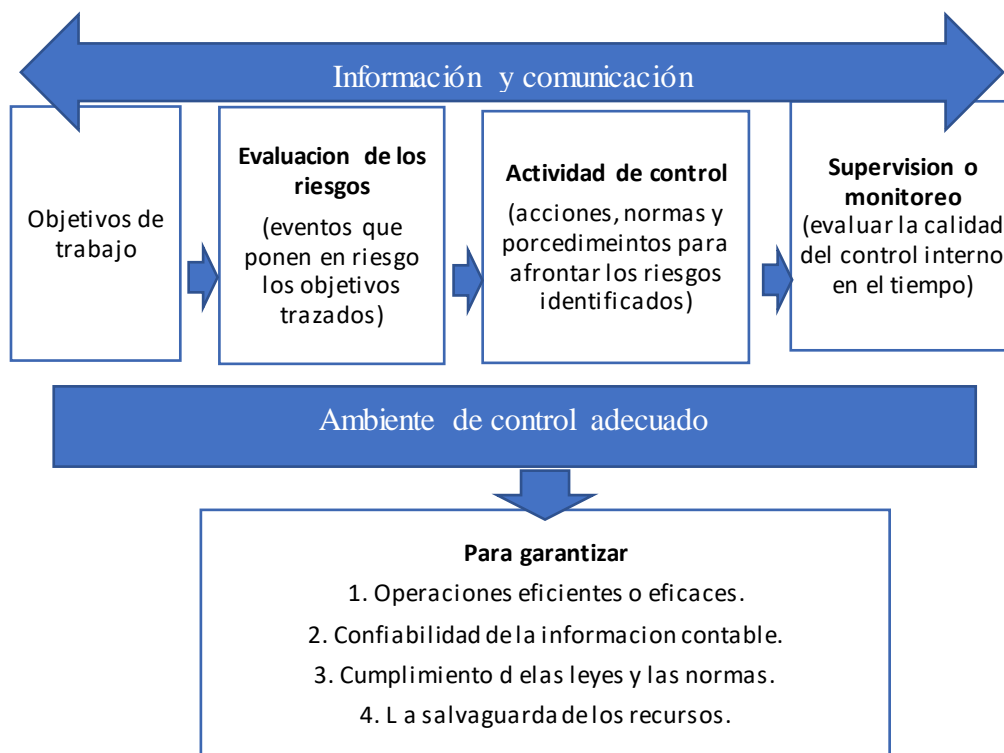 Información y comunicación
Objetivos de
trabajo
Evaluacion de los
riesgos
(eventos que
ponen en riesgo
los objetivos
trazados)
Actividad de control
(acciones, normas y
porcedimeintos para
afrontar los riesgos
identificados)
Supervision o
monitoreo
(evaluar la calidad
del control interno
en el tiempo)
Ambiente de control adecuado
Para garantizar
1. Operaciones eficientes o eficaces.
2. Confiabilidad de la informacion contable.
3. Cumplimiento d elas leyes y las normas.
4. L a salvaguarda de los recursos.